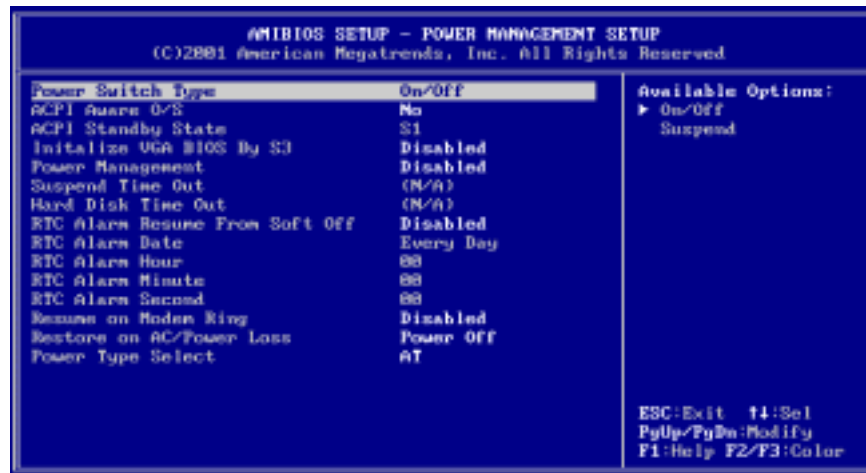 AMIBIOS SETUP - POWER MANAGEMENT SETUP
(C)2001 American Megatrends, Inc. All Rights Reserved
Power Switch Type On/Off
ACPI Aware O/S No
ACPI Standby State S1
Initalize VGA BIOS By S3 Disabled
Power Management Disabled
Suspend Time Out (N/A)
Hard Disk Time Out (N/A)
RTC Alarm Resume From Soft Off Disabled
RTC Alarm Date Every Day
RTC Alarm Hour 00
RTC Alarm Minute 00
RTC Alarm Second 00
Resume on Modem Ring Disabled
Restore on AC/Power Loss Power Off
Power Type Select AT
Available Options:
► On/Off
Suspend
ESC:Exit ↑↓:Sel
PgUp/PgDn:Modify
F1:Help F2/F3:Color